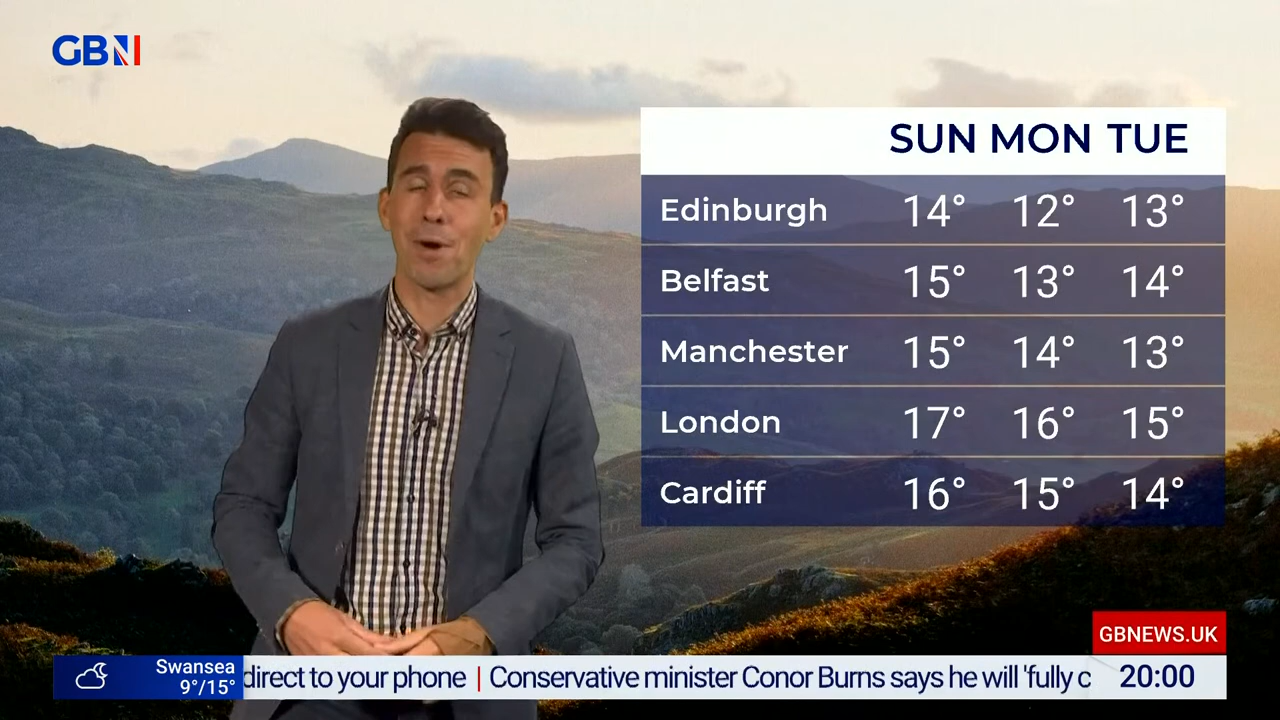 GBN
SUN MON TUE
Edinburgh 14° 12° 13°
Belfast 15° 13° 14°
Manchester 15° 14° 13°
London 17° 16° 15°
Cardiff 16° 15° 14°
GBNEWS.UK
Swansea
9°/15°
direct to your phone | Conservative minister Conor Burns says he will 'fully c
20:00